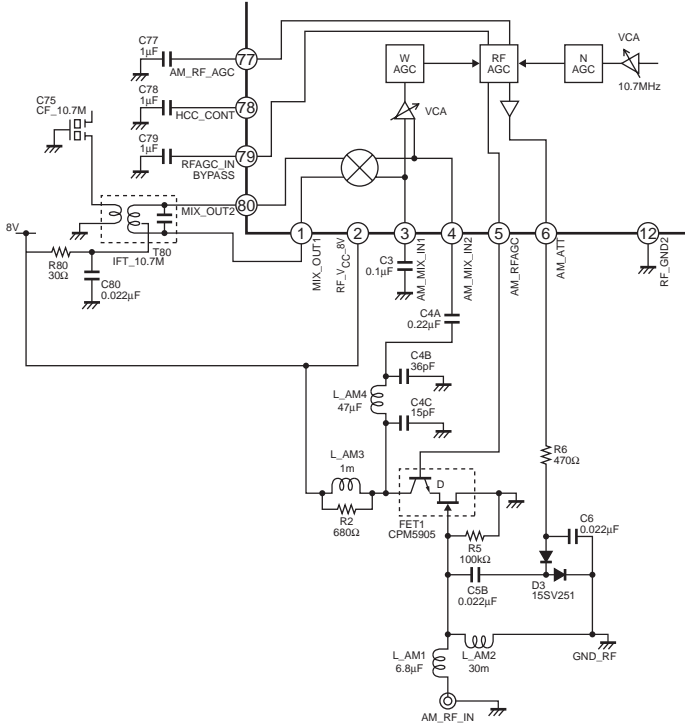 C77
1μF
77
AM_RF_AGC
C78
1μF
78
HCC_CONT
C75
CF_10.7M
C79
1μF
79
RFAGC_IN
BYPASS
80
MIX_OUT2
W
AGC
RF
AGC
N
AGC
VCA
10.7MHz
VCA
8V
R80
30Ω
T80
IFT_10.7M
C80
0.022μF
1
2
3
4
5
6
12
MIX_OUT1
RF_VCC_8V
C3
0.1μF
AM_MIX_IN1
AM_MIX_IN2
AM_RFAGC
AM_ATT
RF_GND2
C4A
0.22μF
C4B
36pF
L_AM4
47μF
C4C
15pF
L_AM3
1m
R2
680Ω
D
FET1
CPM5905
R6
470Ω
R5
100kΩ
C6
0.022μF
C5B
0.022μF
D3
15SV251
L_AM1
6.8μF
L_AM2
30m
GND_RF
AM_RF_IN